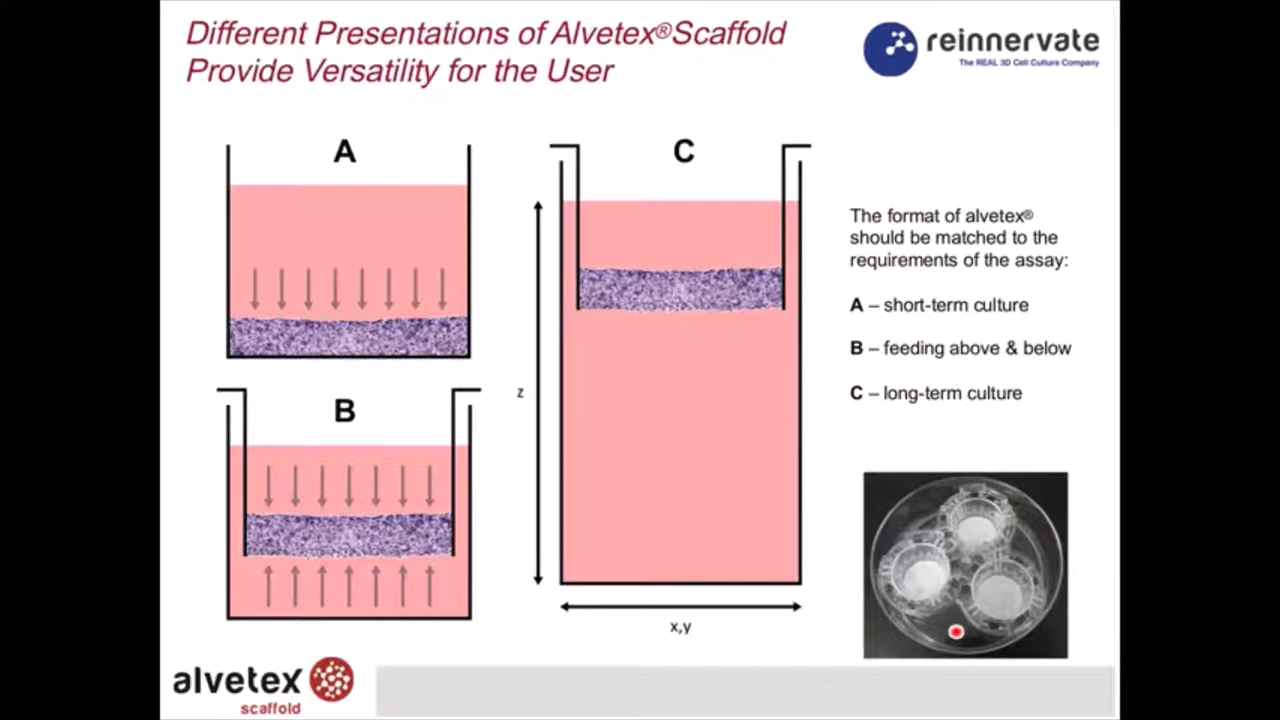 Different Presentations of Alvetex®Scaffold
Provide Versatility for the User
reinnervate
The REAL 3D Cell Culture Company
A
C
The format of alvetex®
should be matched to the
requirements of the assay:
A – short-term culture
B – feeding above & below
C – long-term culture
B
z
x,y
alvetex
scaffold